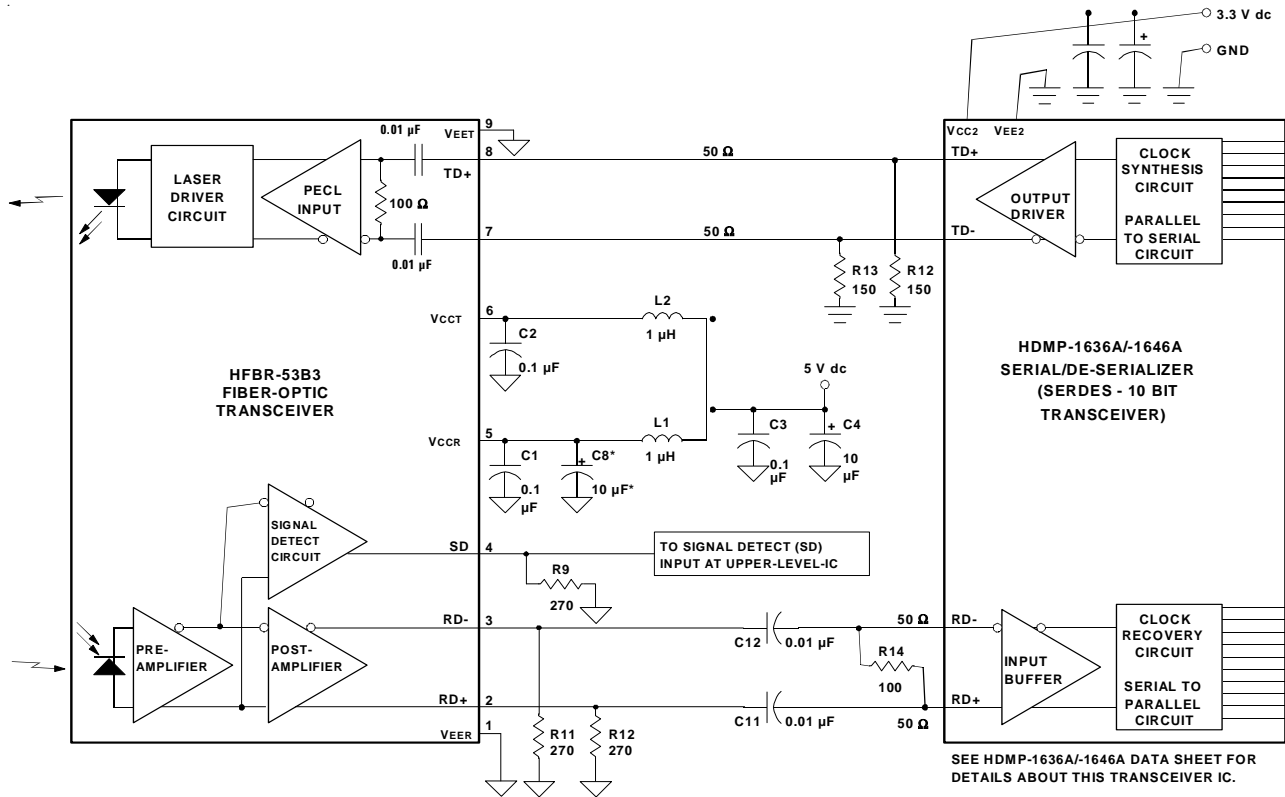 3.3 V dc
GND
VCC2
VEE2
9
VEET
0.01 µF
8
TD+
50 Ω
TD+
LASER
DRIVER
CIRCUIT
PECL
INPUT
100 Ω
OUTPUT
DRIVER
CLOCK
SYNTHESIS
CIRCUIT
PARALLEL
TO SERIAL
CIRCUIT
7
50 Ω
TD-
0.01 µF
R13
150
R12
150
6
VCCT
L2
1 µH
C2
0.1 µF
HFBR-53B3
FIBER-OPTIC
TRANSCEIVER
HDMP-1636A/-1646A
SERIAL/DE-SERIALIZER
(SERDES - 10 BIT
TRANSCEIVER)
5 V dc
5
VCCR
L1
1 µH
C1
0.1
µF
+
C8*
10 µF*
C3
0.1
µF
+
C4
10
µF
+
SIGNAL
DETECT
CIRCUIT
SD
4
TO SIGNAL DETECT (SD)
INPUT AT UPPER-LEVEL-IC
R9
270
PRE-
AMPLIFIER
POST-
AMPLIFIER
RD-
3
C12
0.01 µF
50 Ω
RD-
R14
100
INPUT
BUFFER
CLOCK
RECOVERY
CIRCUIT
SERIAL TO
PARALLEL
CIRCUIT
RD+
2
C11
0.01 µF
50 Ω
RD+
1
VEER
R11
270
R12
270
SEE HDMP-1636A/-1646A DATA SHEET FOR
DETAILS ABOUT THIS TRANSCEIVER IC.